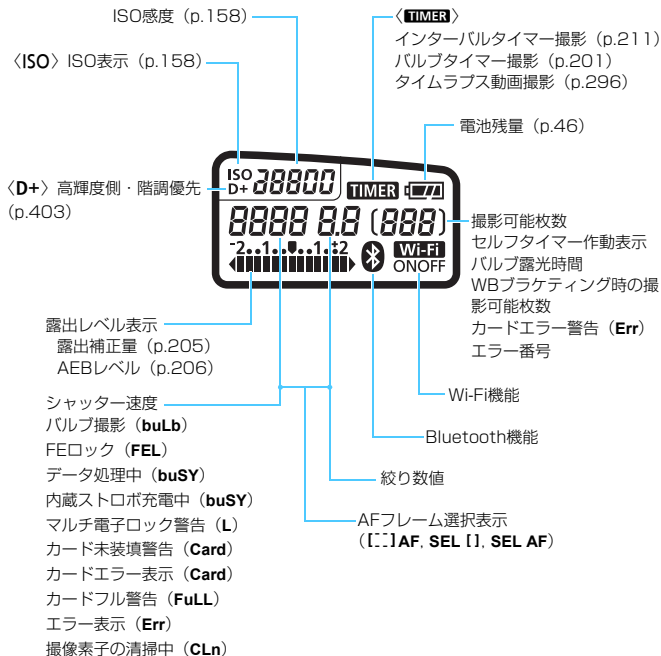 ISO感度（p.158）
〈TIMER〉
インターバルタイマー撮影（p.211）
バルブタイマー撮影（p.201）
タイムラプス動画撮影（p.296）
〈ISO〉ISO表示（p.158）
電池残量（p.46）
〈D+〉高輝度側・階調優先
（p.403）
ISO
D+ 28800 TIMER
8888 8.8 (888)
-2..1..0..1..+2 Wi-Fi
ONOFF
撮影可能枚数
セルフタイマー作動表示
バルブ露光時間
WBブラケティング時の撮
影可能枚数
カードエラー警告（Err）
エラー番号
露出レベル表示
露出補正量（p.205）
AEBレベル（p.206）
Wi-Fi機能
Bluetooth機能
絞り数値
AFフレーム選択表示
（[ ] AF, SEL [ ], SEL AF）
シャッター速度
バルブ撮影（buLb）
FEロック（FEL）
データ処理中（buSY）
内蔵ストロボ充電中（buSY）
マルチ電子ロック警告（L）
カード未装填警告（Card）
カードエラー表示（Card）
カードフル警告（FuLL）
エラー表示（Err）
撮像素子の清掃中（CLn）